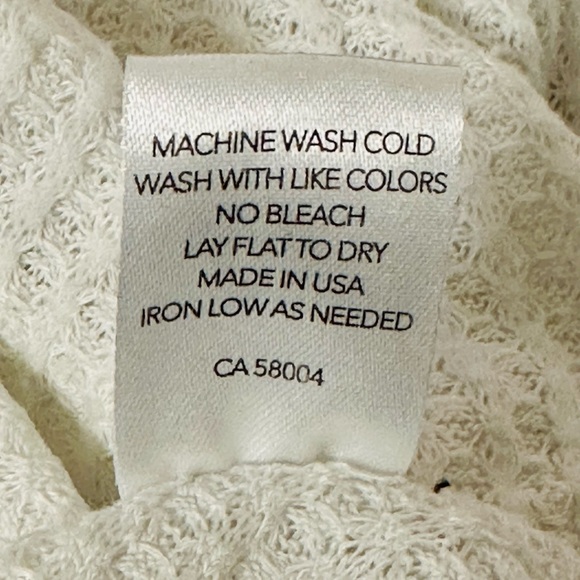 MACHINE WASH COLD
WASH WITH LIKE COLORS
NO BLEACH
LAY FLAT TO DRY
MADE IN USA
IRON LOW AS NEEDED
CA 58004